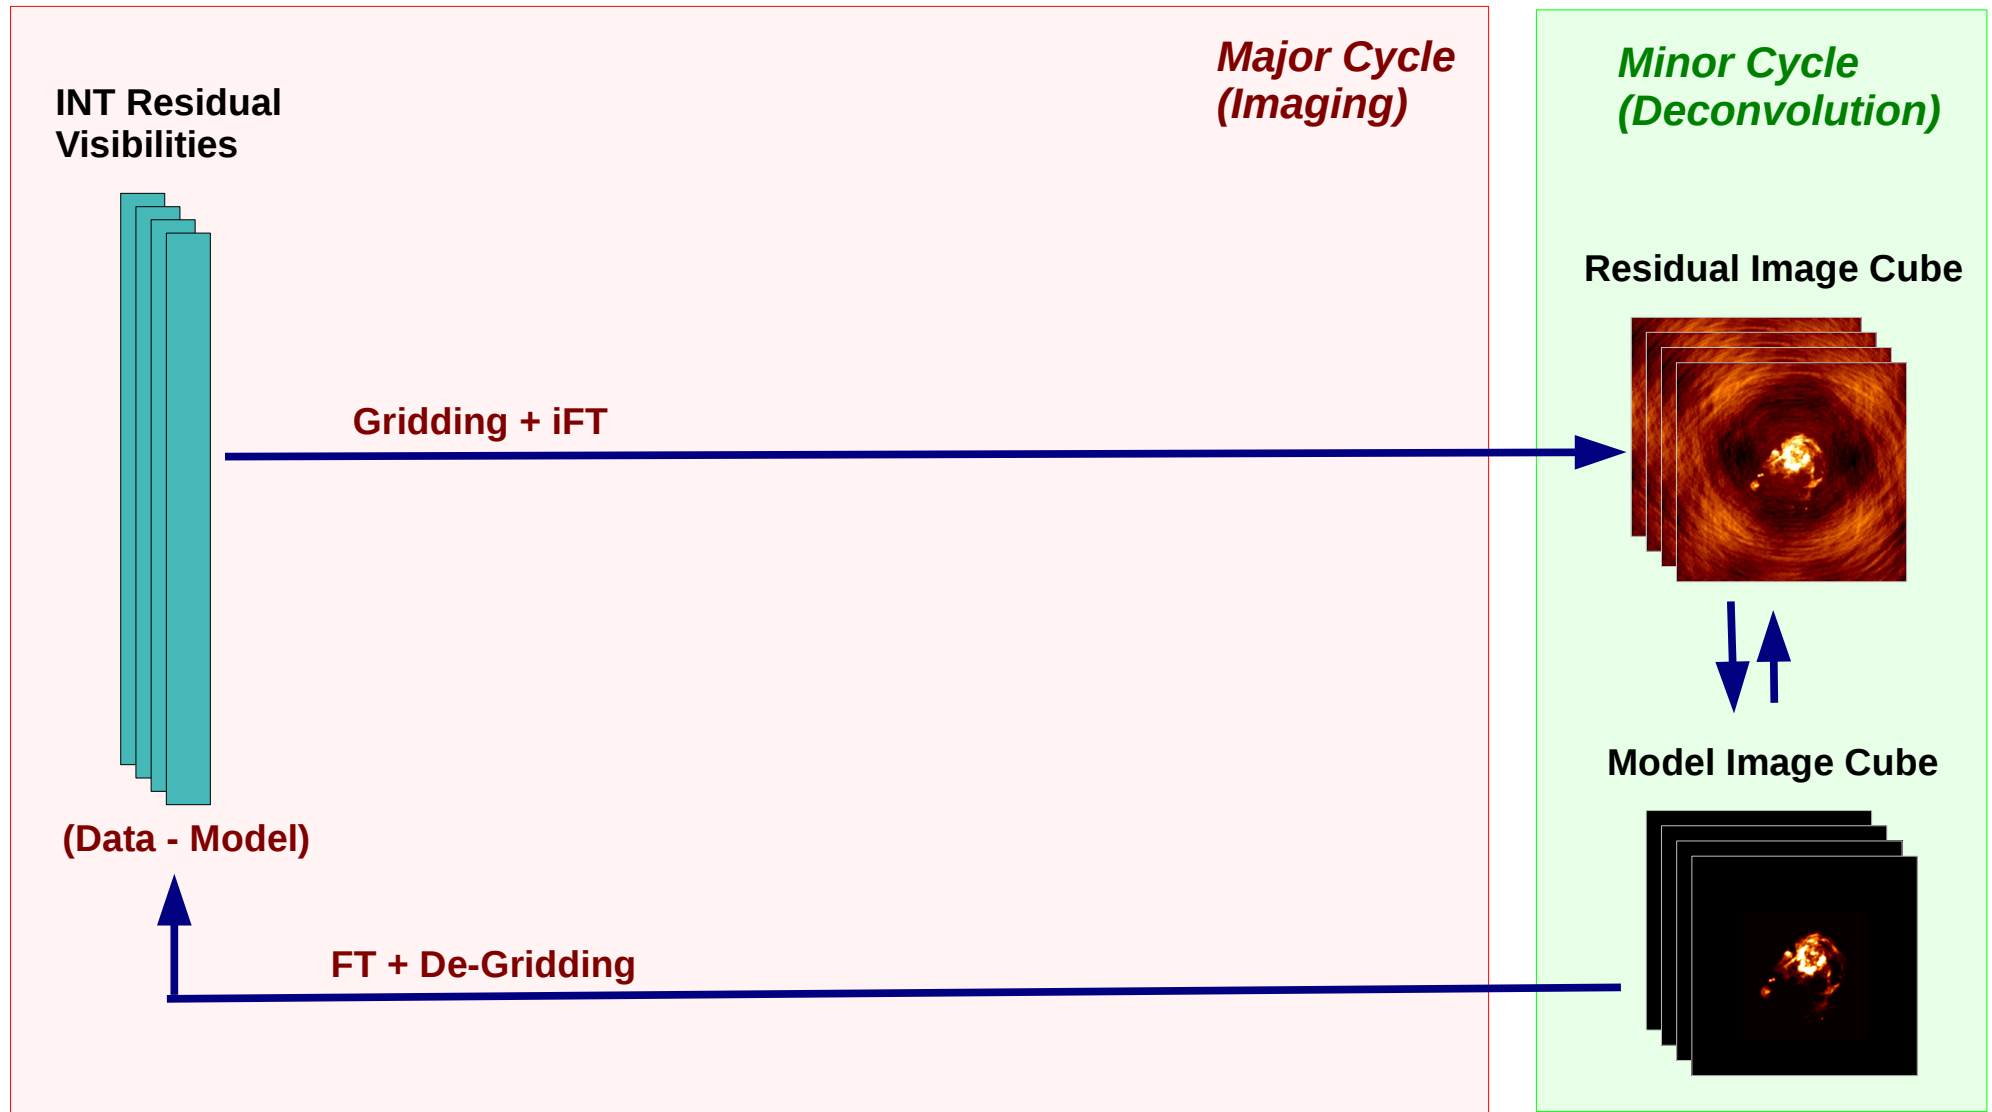 Major Cycle
(Imaging)
Minor Cycle
(Deconvolution)
INT Residual
Visibilities
Residual Image Cube
Gridding + iFT
Model Image Cube
(Data - Model)
FT + De-Gridding